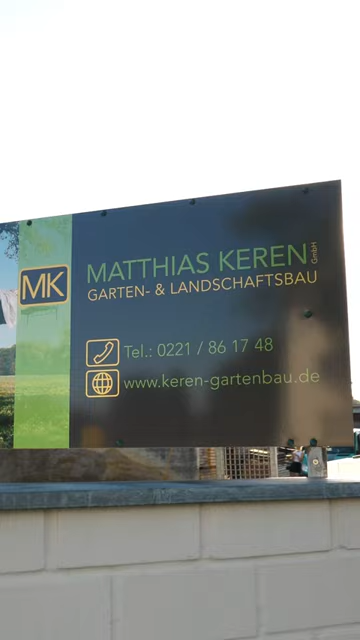 MK
MATTHIAS KEREN GmbH
GARTEN- & LANDSCHAFTSBAU
Tel.: 0221 / 86 17 48
www.keren-gartenbau.de